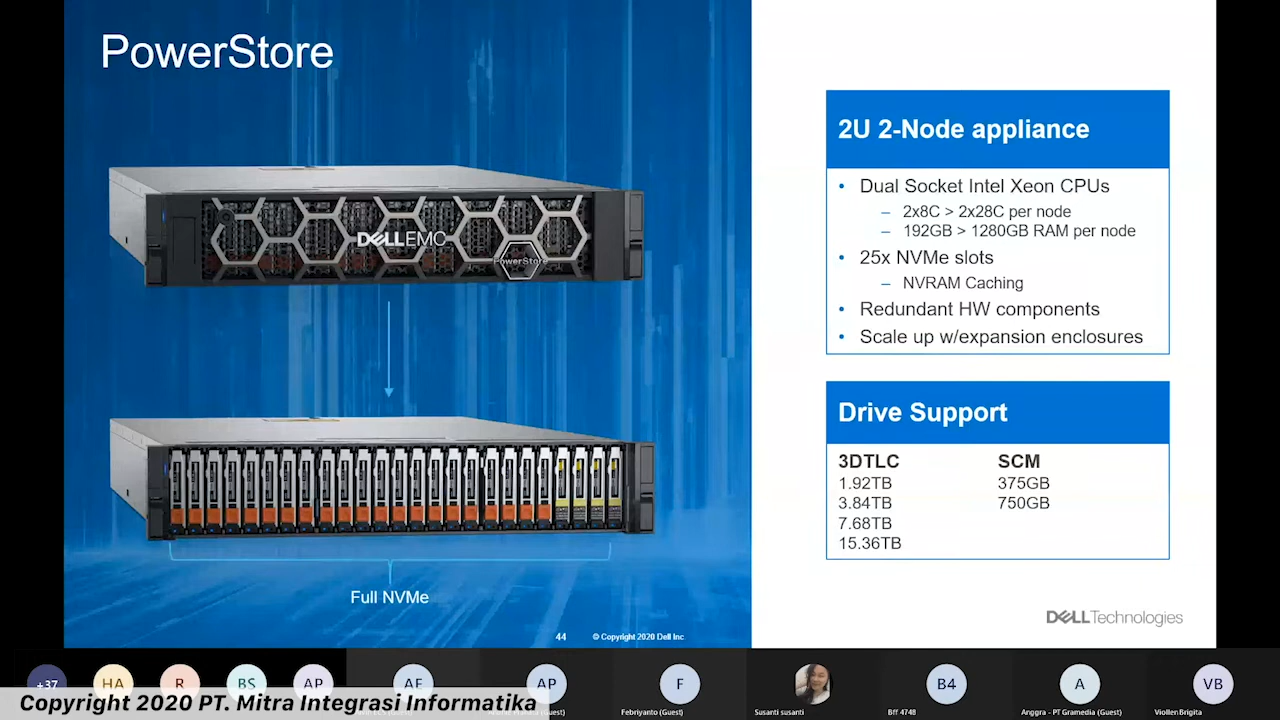 PowerStore
DELLEMC
PowerStore
Full NVMe
44
© Copyright 2020 Dell Inc
2U 2-Node appliance
• Dual Socket Intel Xeon CPUs
– 2x8C > 2x28C per node
– 192GB > 1280GB RAM per node
• 25x NVMe slots
– NVRAM Caching
• Redundant HW components
• Scale up w/expansion enclosures
Drive Support
3DTLC SCM
1.92TB 375GB
3.84TB 750GB
7.68TB
15.36TB
DELLTechnologies
+37 HA R BS AP AE AP F B4 A VB
Febriyanto (Guest) Susanti susanti Bff 4748 Anggra - PT Gramedia (Guest) Viollen Brigita
Copyright 2020 PT. Mitra Integrasi Informatika